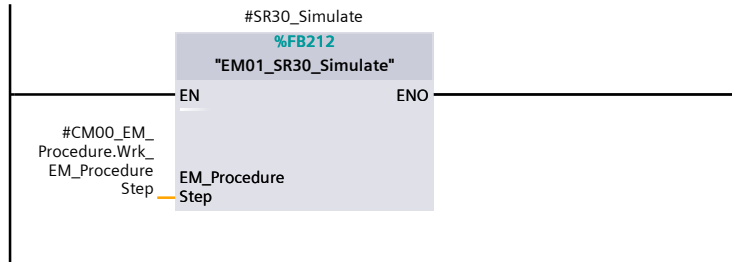 #SR30_Simulate
%FB212
"EM01_SR30_Simulate"
EN ENO
#CM00_EM_
Procedure.Wrk_
EM_Procedure
Step
EM_Procedure
Step